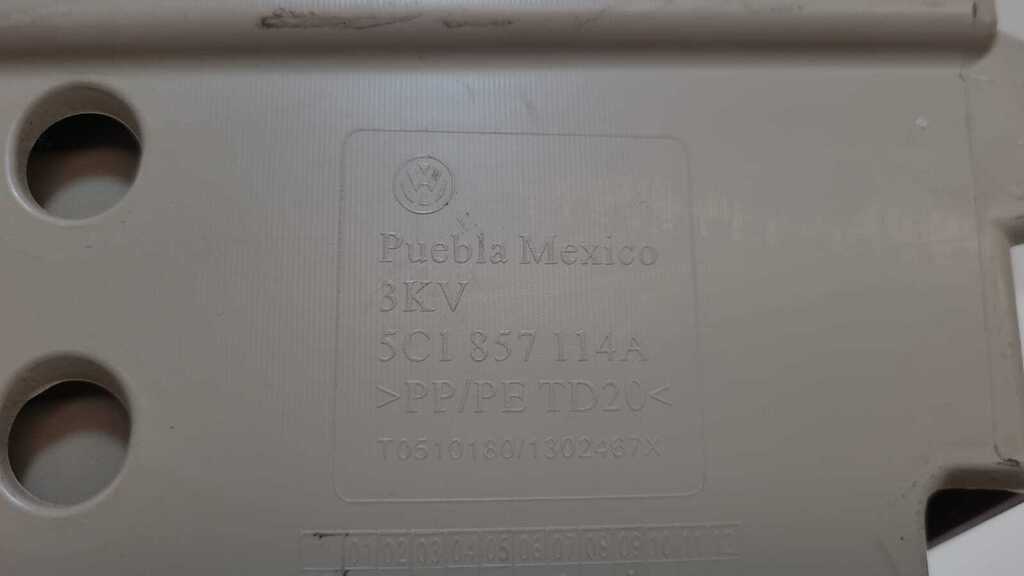 Puebla Mexico
3KV
5C1 857 114A
>PP/PE TD20<
T0510180/1302467X
01 02 03 04 05 06 07 08 09 10 11 12